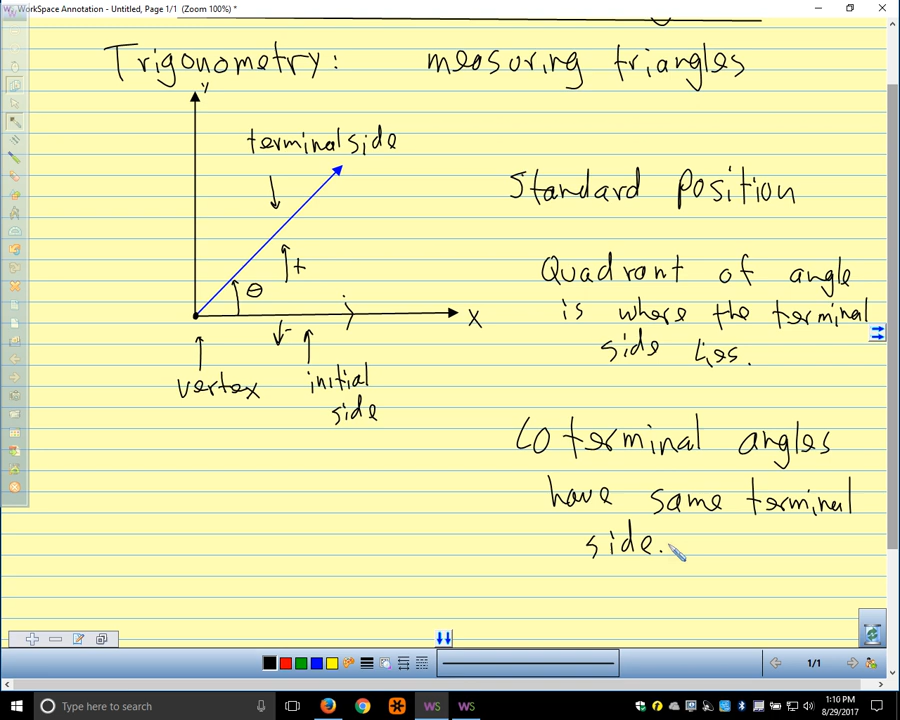 WorkSpace Annotation - Untitled, Page 1/1 (Zoom 100%) *
Trigonometry: measuring triangles
y
terminal side
Standard Position
+
θ
Quadrant of angle
is where the terminal
side lies.
x
-
vertex
initial
side
Coterminal angles
have same terminal
side.
1/1
Type here to search
WS
WS
1:10 PM
8/29/2017